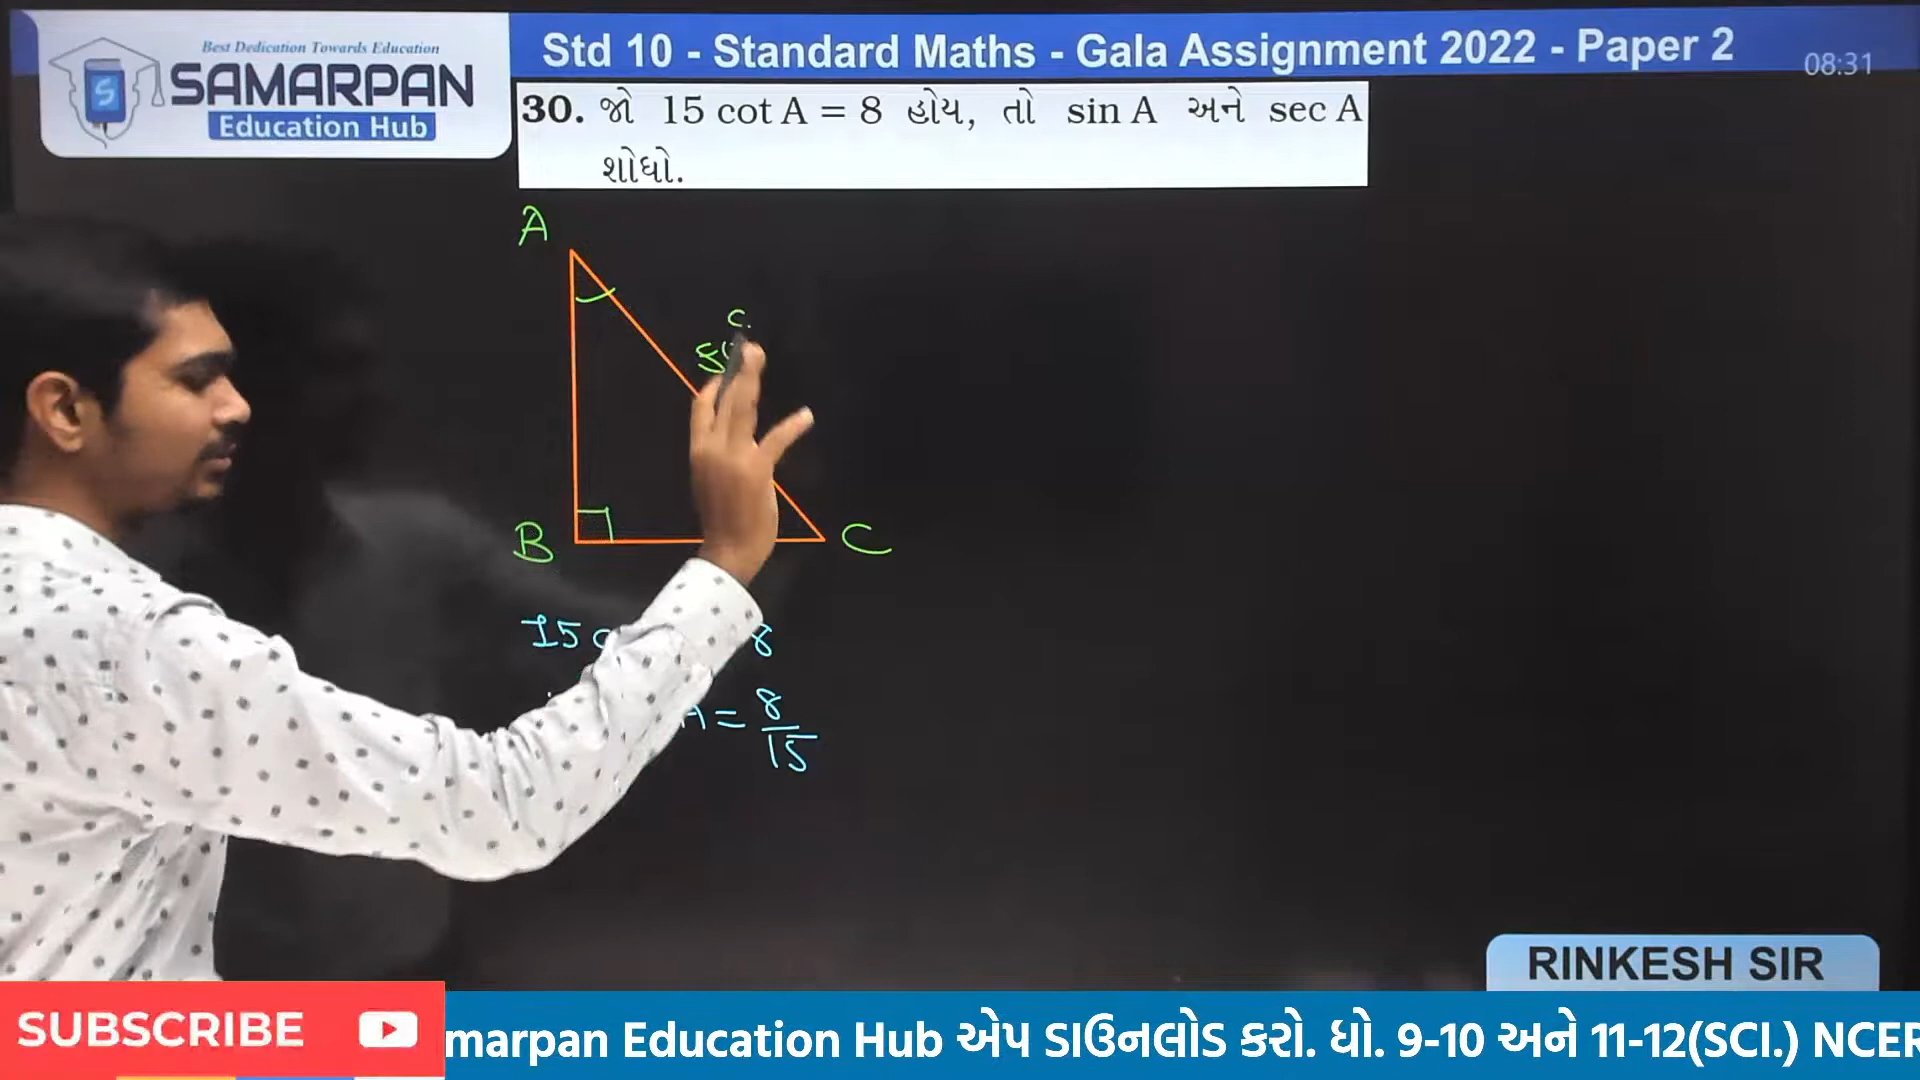 Best Dedication Towards Education
SAMARPAN
Education Hub
Std 10 - Standard Maths - Gala Assignment 2022 - Paper 2
08:31
30. જો 15 cot A = 8 હોય, તો sin A અને sec A
શોધો.
A
B
C
15 8
A = 8/15
RINKESH SIR
SUBSCRIBE
marpan Education Hub એપ ડાઉનલોડ કરો. ધો. 9-10 અને 11-12(SCI.) NCER